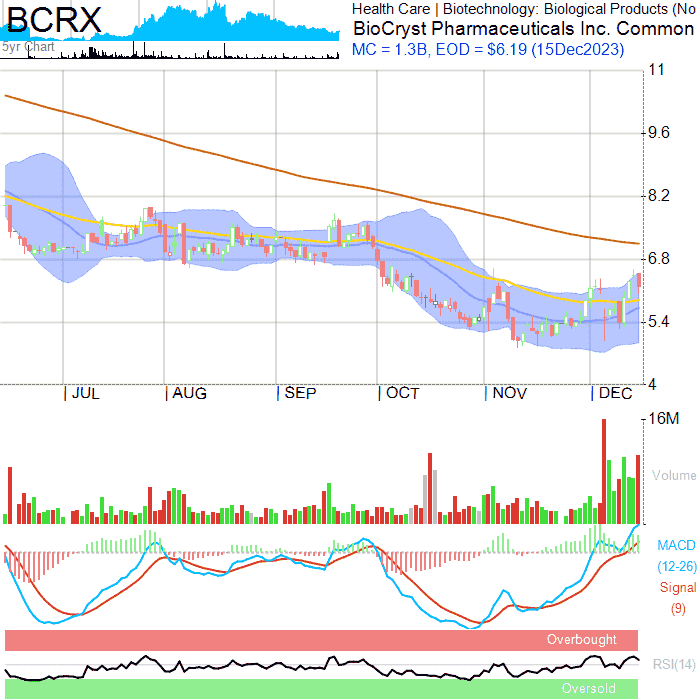 BCRX
5yr Chart
Health Care | Biotechnology: Biological Products (No
BioCryst Pharmaceuticals Inc. Common
MC = 1.3B, EOD = $6.19 (15Dec2023)
11
9.6
8.2
6.8
5.4
4
| JUL | AUG | SEP | OCT | NOV | DEC
16M
Volume
MACD
(12-26)
Signal
(9)
Overbought
RSI(14)
Oversold